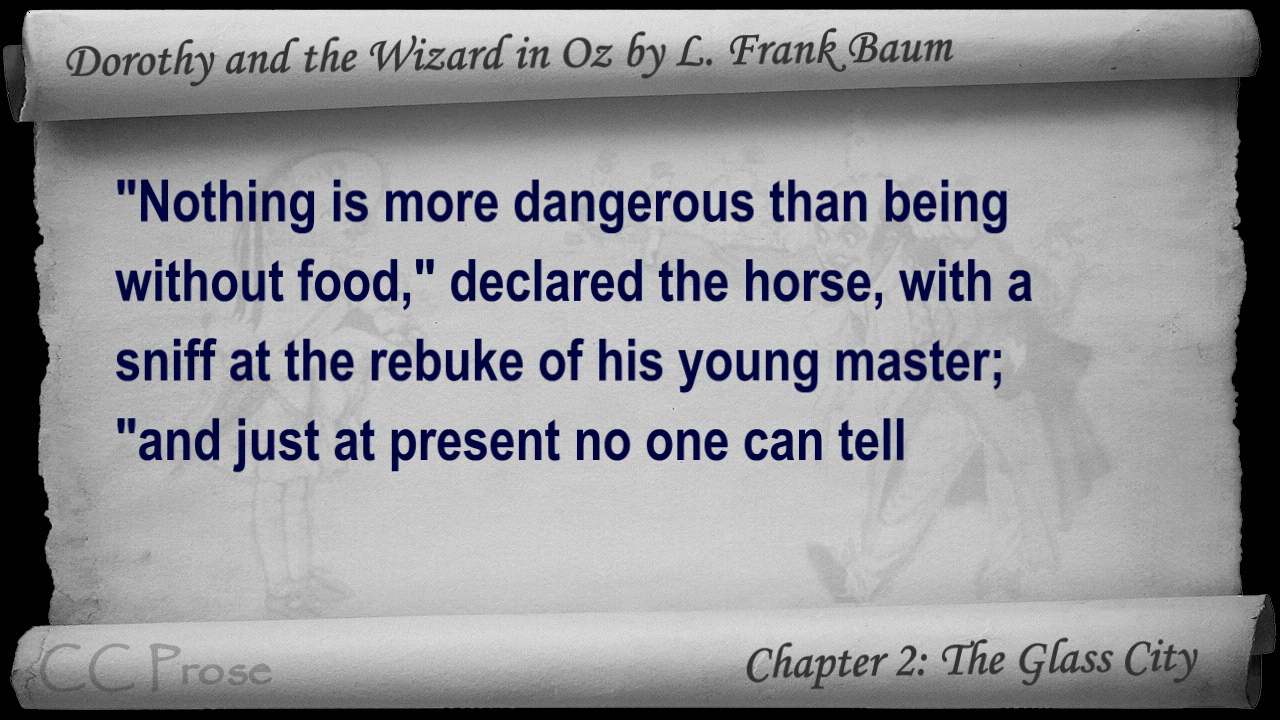 Dorothy and the Wizard in Oz by L. Frank Baum
"Nothing is more dangerous than being
without food," declared the horse, with a
sniff at the rebuke of his young master;
"and just at present no one can tell
CC Prose
Chapter 2: The Glass City